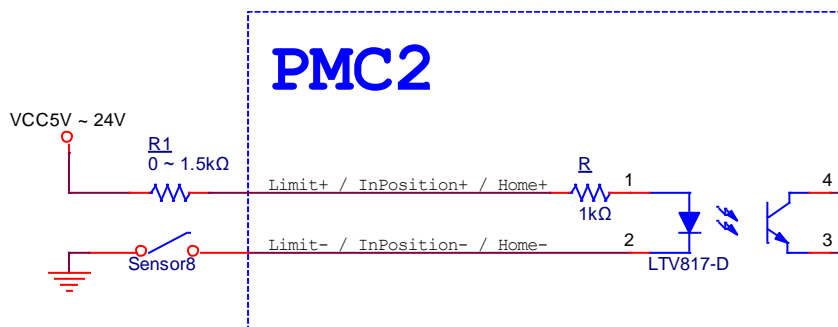 PMC2
VCC5V ~ 24V
R1
0 ~ 1.5kΩ
Limit+ / InPosition+ / Home+
R
1kΩ
1
4
Limit- / InPosition- / Home-
2
3
Sensor8
LTV817-D